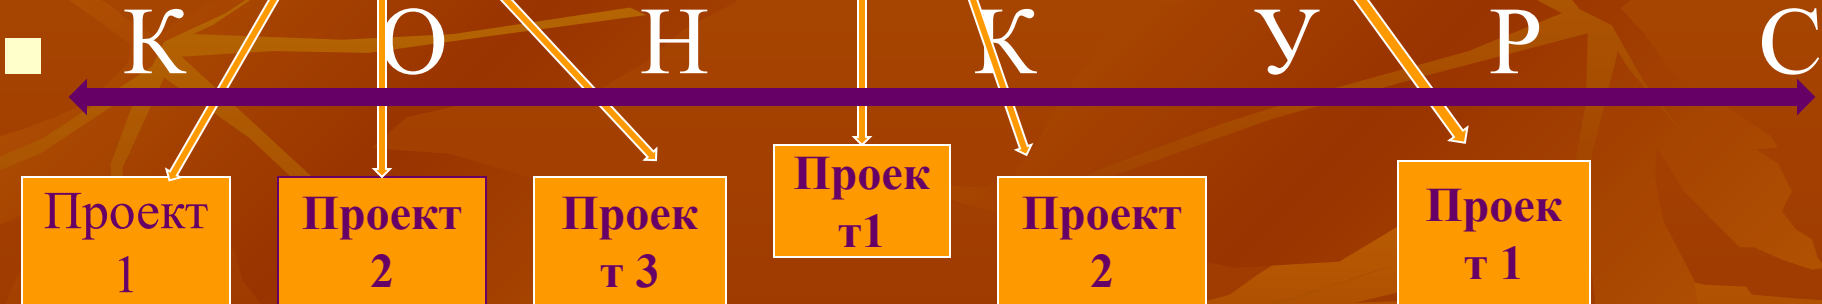 К О Н К У Р С
Проект
1
Проект
2
Проек
т 3
Проек
т1
Проект
2
Проек
т 1